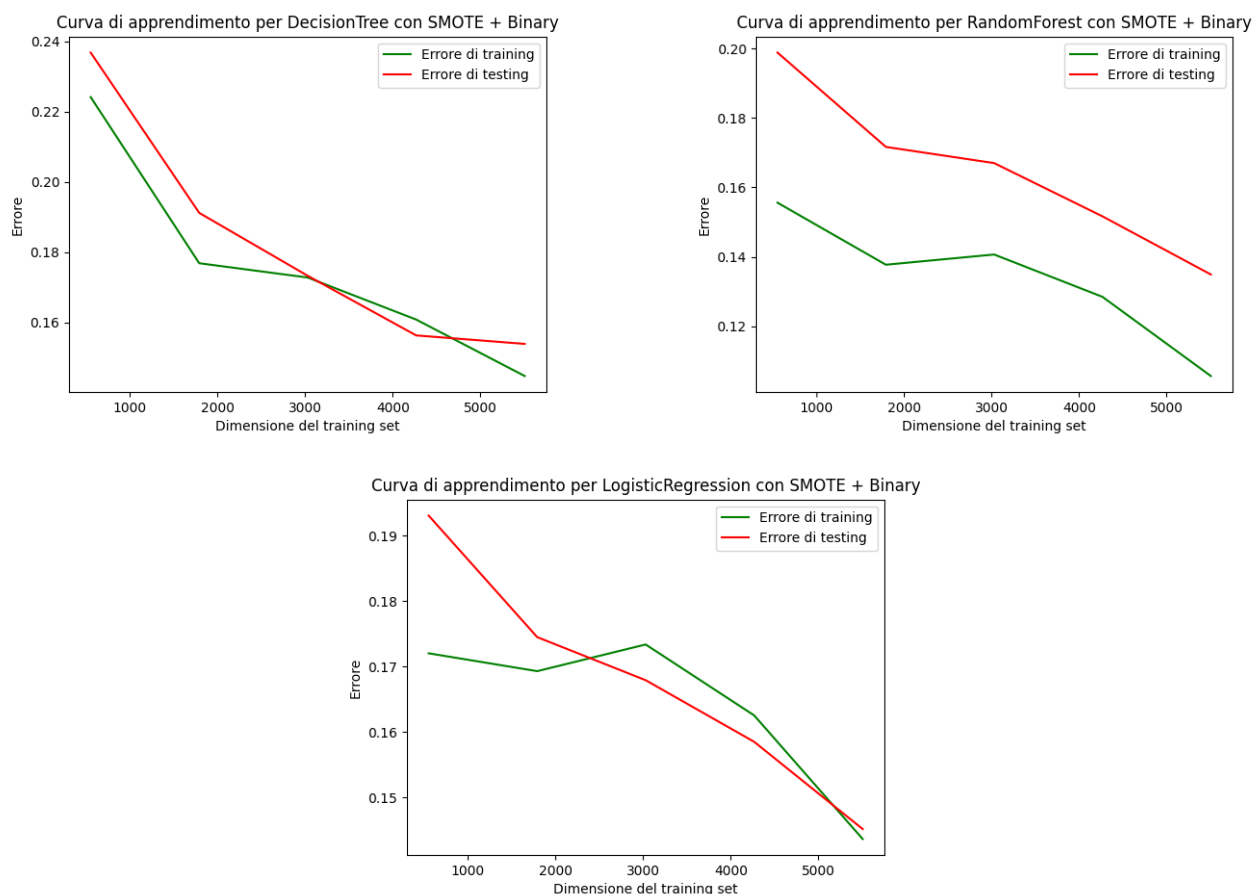 Curva di apprendimento per DecisionTree con SMOTE + Binary
Errore di training
Errore di testing
0.24
0.22
0.20
0.18
0.16
Errore
1000 2000 3000 4000 5000
Dimensione del training set
Curva di apprendimento per RandomForest con SMOTE + Binary
Errore di training
Errore di testing
0.20
0.18
0.16
0.14
0.12
Errore
1000 2000 3000 4000 5000
Dimensione del training set
Curva di apprendimento per LogisticRegression con SMOTE + Binary
Errore di training
Errore di testing
0.19
0.18
0.17
0.16
0.15
Errore
1000 2000 3000 4000 5000
Dimensione del training set